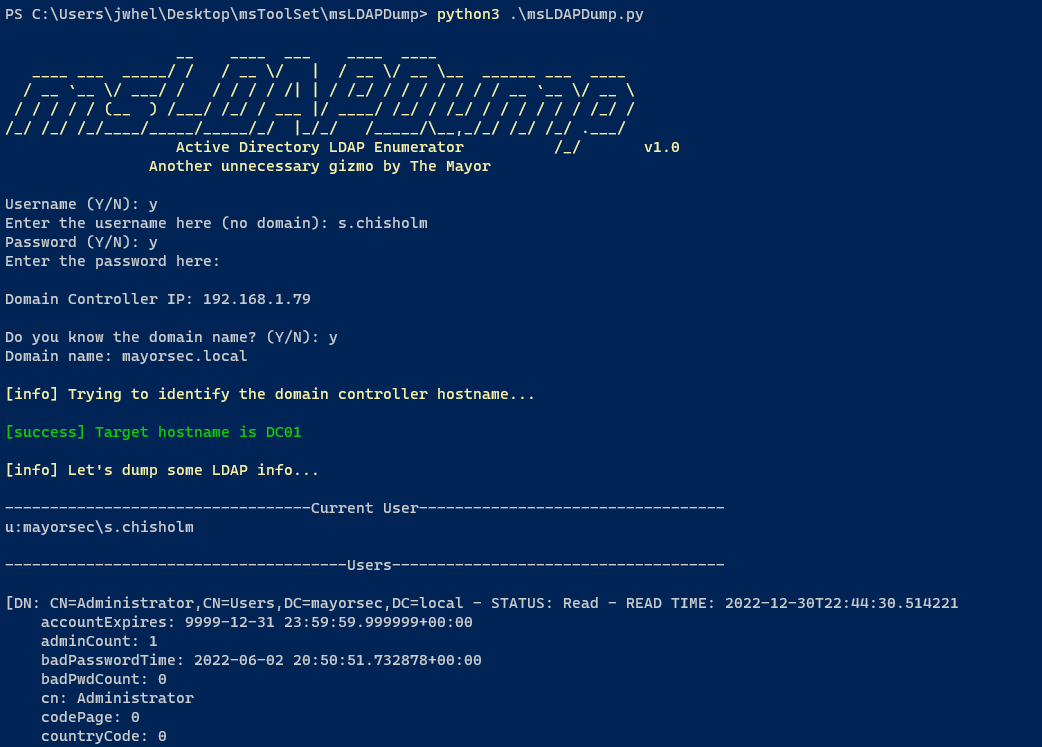 PS C:\Users\jwhel\Desktop\msToolSet\msLDAPDump> python3 .\msLDAPDump.py
Active Directory LDAP Enumerator v1.0
Another unnecessary gizmo by The Mayor
Username (Y/N): y
Enter the username here (no domain): s.chisholm
Password (Y/N): y
Enter the password here:
Domain Controller IP: 192.168.1.79
Do you know the domain name? (Y/N): y
Domain name: mayorsec.local
[info] Trying to identify the domain controller hostname...
[success] Target hostname is DC01
[info] Let's dump some LDAP info...
----------------------------------Current User----------------------------------
u:mayorsec\s.chisholm
--------------------------------------Users-------------------------------------
[DN: CN=Administrator,CN=Users,DC=mayorsec,DC=local - STATUS: Read - READ TIME: 2022-12-30T22:44:30.514221
accountExpires: 9999-12-31 23:59:59.999999+00:00
adminCount: 1
badPasswordTime: 2022-06-02 20:50:51.732878+00:00
badPwdCount: 0
cn: Administrator
codePage: 0
countryCode: 0